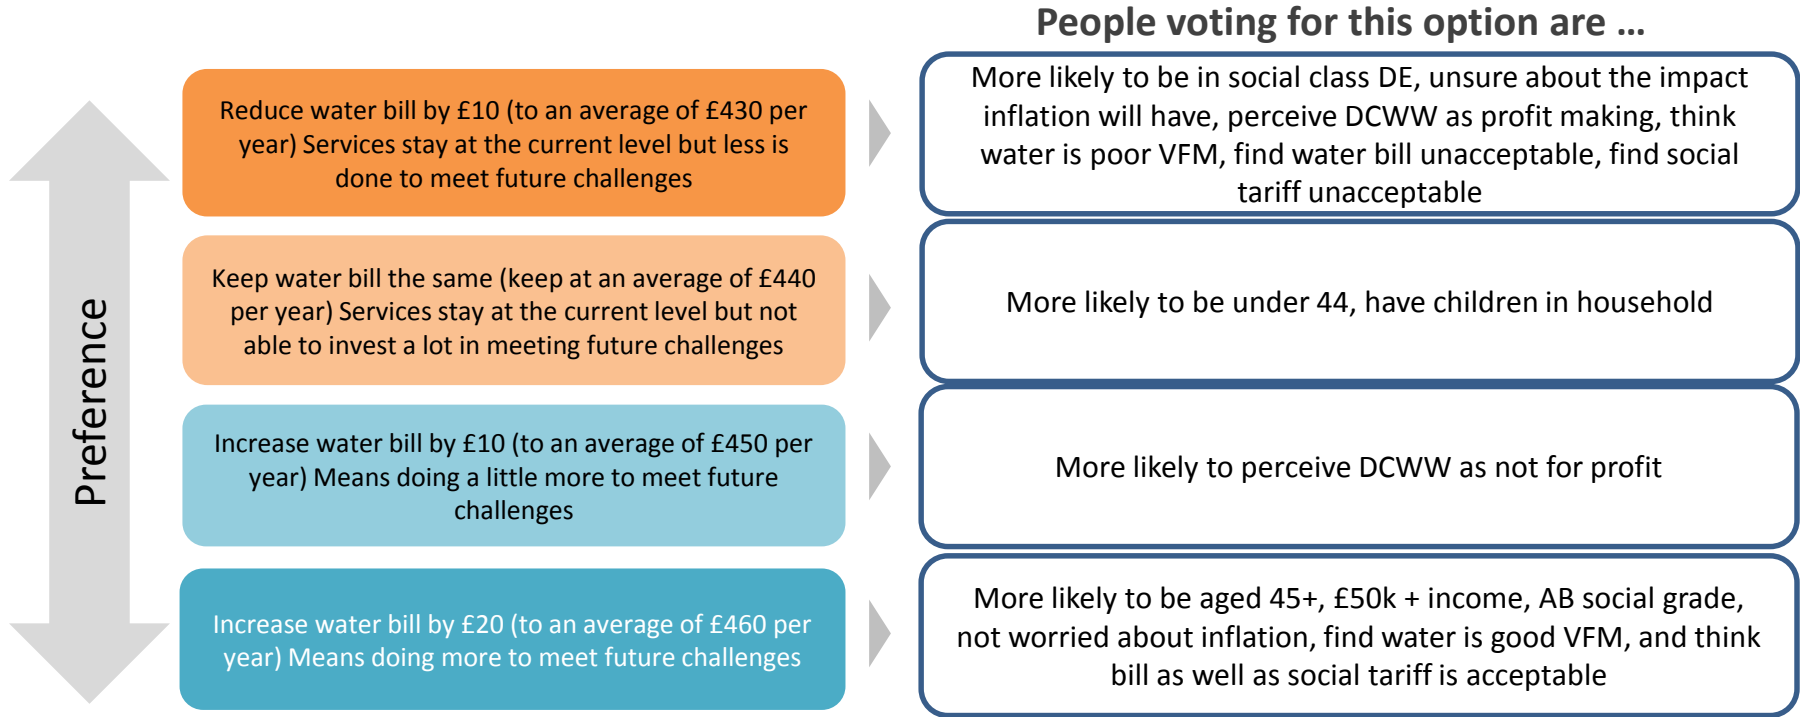 People voting for this option are ...
Preference
Reduce water bill by £10 (to an average of £430 per
year) Services stay at the current level but less is
done to meet future challenges
More likely to be in social class DE, unsure about the impact
inflation will have, perceive DCWW as profit making, think
water is poor VFM, find water bill unacceptable, find social
tariff unacceptable
Keep water bill the same (keep at an average of £440
per year) Services stay at the current level but not
able to invest a lot in meeting future challenges
More likely to be under 44, have children in household
Increase water bill by £10 (to an average of £450 per
year) Means doing a little more to meet future
challenges
More likely to perceive DCWW as not for profit
Increase water bill by £20 (to an average of £460 per
year) Means doing more to meet future challenges
More likely to be aged 45+, £50k + income, AB social grade,
not worried about inflation, find water is good VFM, and think
bill as well as social tariff is acceptable